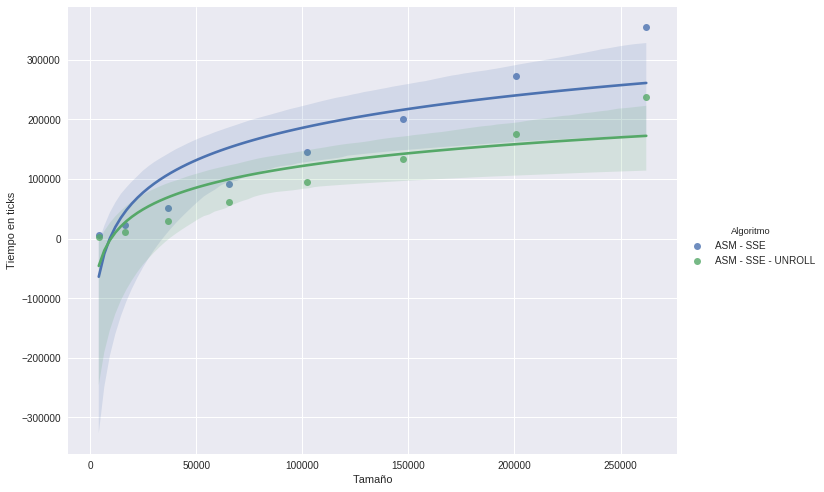 300000
200000
100000
0
−100000
−200000
−300000
Tiempo en ticks
0
50000
100000
150000
200000
250000
Tamaño
Algoritmo
ASM - SSE
ASM - SSE - UNROLL